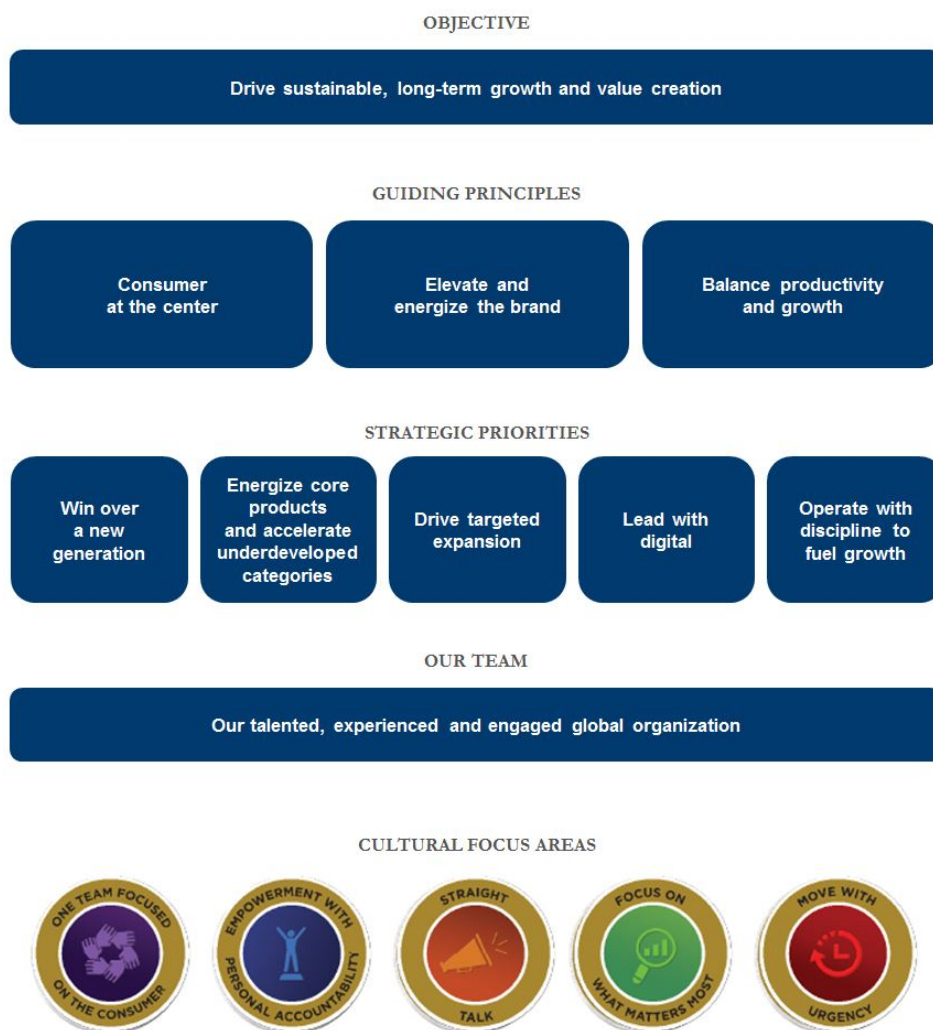 OBJECTIVE
Drive sustainable, long-term growth and value creation
GUIDING PRINCIPLES
Consumer
at the center
Elevate and
energize the brand
Balance productivity
and growth
STRATEGIC PRIORITIES
Win over
a new
generation
Energize core
products
and accelerate
underdeveloped
categories
Drive targeted
expansion
Lead with
digital
Operate with
discipline to
fuel growth
OUR TEAM
Our talented, experienced and engaged global organization
CULTURAL FOCUS AREAS
ONE TEAM FOCUSED
ON THE CONSUMER
EMPOWERMENT WITH
PERSONAL ACCOUNTABILITY
STRAIGHT
TALK
FOCUS ON
WHAT MATTERS MOST
MOVE WITH
URGENCY